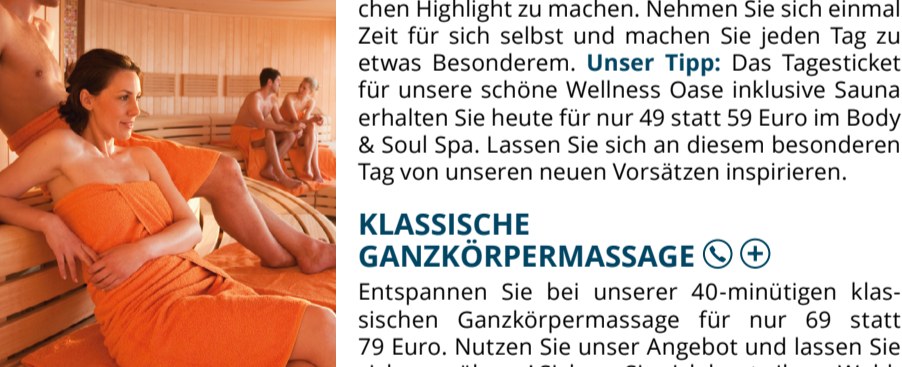 chen Highlight zu machen. Nehmen Sie sich einmal
Zeit für sich selbst und machen Sie jeden Tag zu
etwas Besonderem. Unser Tipp: Das Tagesticket
für unsere schöne Wellness Oase inklusive Sauna
erhalten Sie heute für nur 49 statt 59 Euro im Body
& Soul Spa. Lassen Sie sich an diesem besonderen
Tag von unseren neuen Vorsätzen inspirieren.
KLASSISCHE
GANZKÖRPERMASSAGE
Entspannen Sie bei unserer 40-minütigen klas-
sischen Ganzkörpermassage für nur 69 statt
79 Euro. Nutzen Sie unser Angebot und lassen Sie